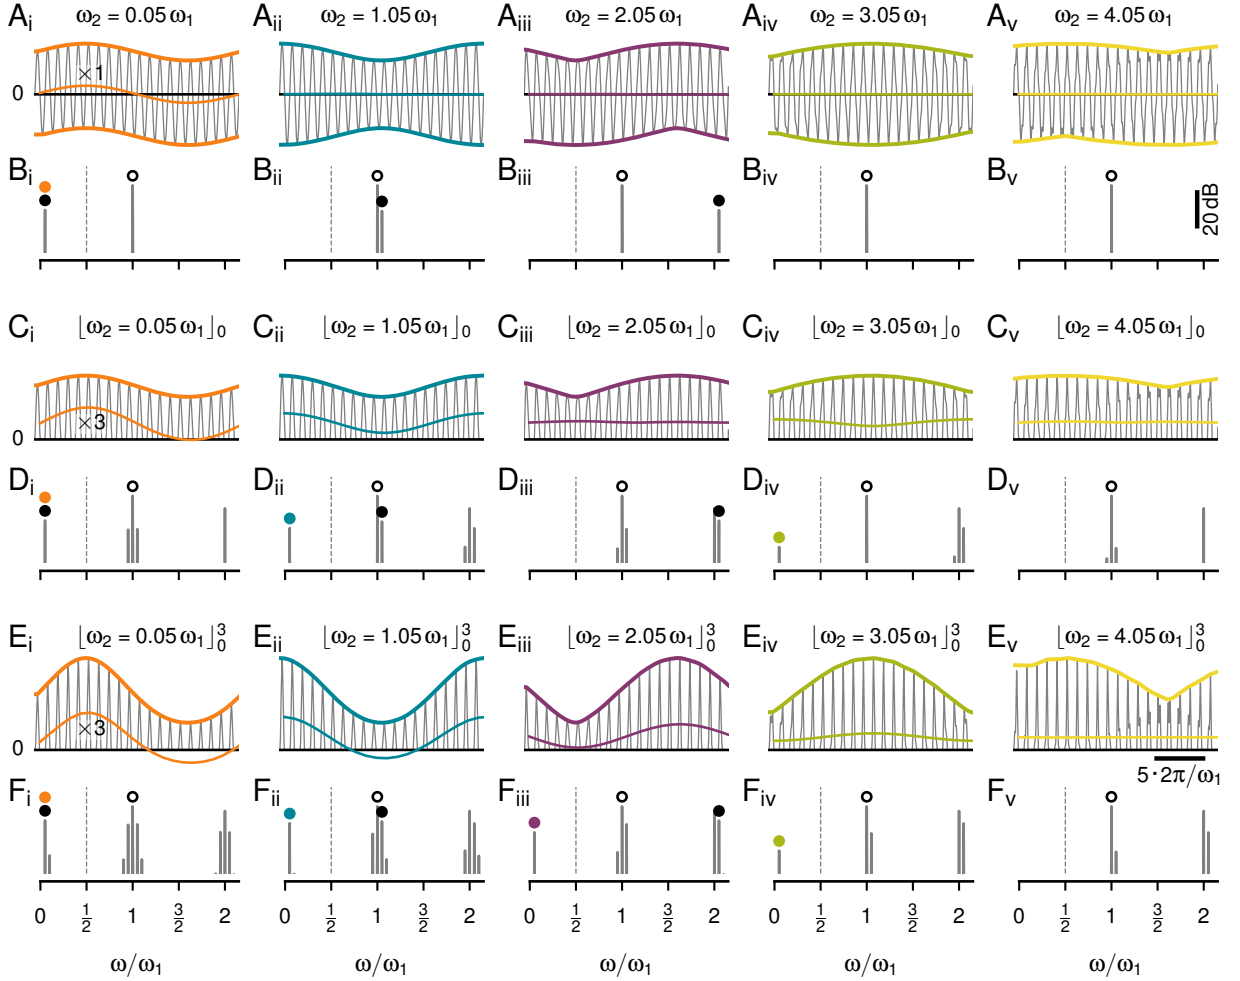 Ai ω2 = 0.05 ω1 Aii ω2 = 1.05 ω1 Aiii ω2 = 2.05 ω1 Aiv ω2 = 3.05 ω1 Av ω2 = 4.05 ω1
×1
0
Bi Bii Biii Biv Bv
20 dB
Ci ⌊ω2 = 0.05 ω1⌋0 Cii ⌊ω2 = 1.05 ω1⌋0 Ciii ⌊ω2 = 2.05 ω1⌋0 Civ ⌊ω2 = 3.05 ω1⌋0 Cv ⌊ω2 = 4.05 ω1⌋0
×3
0
Di Dii Diii Div Dv
Ei ⌊ω2 = 0.05 ω1⌋³0 Eii ⌊ω2 = 1.05 ω1⌋³0 Eiii ⌊ω2 = 2.05 ω1⌋³0 Eiv ⌊ω2 = 3.05 ω1⌋³0 Ev ⌊ω2 = 4.05 ω1⌋³0
×3
0
5 · 2π/ω1
Fi Fii Fiii Fiv Fv
0 1/2 1 3/2 2 0 1/2 1 3/2 2 0 1/2 1 3/2 2 0 1/2 1 3/2 2 0 1/2 1 3/2 2
ω/ω1 ω/ω1 ω/ω1 ω/ω1 ω/ω1